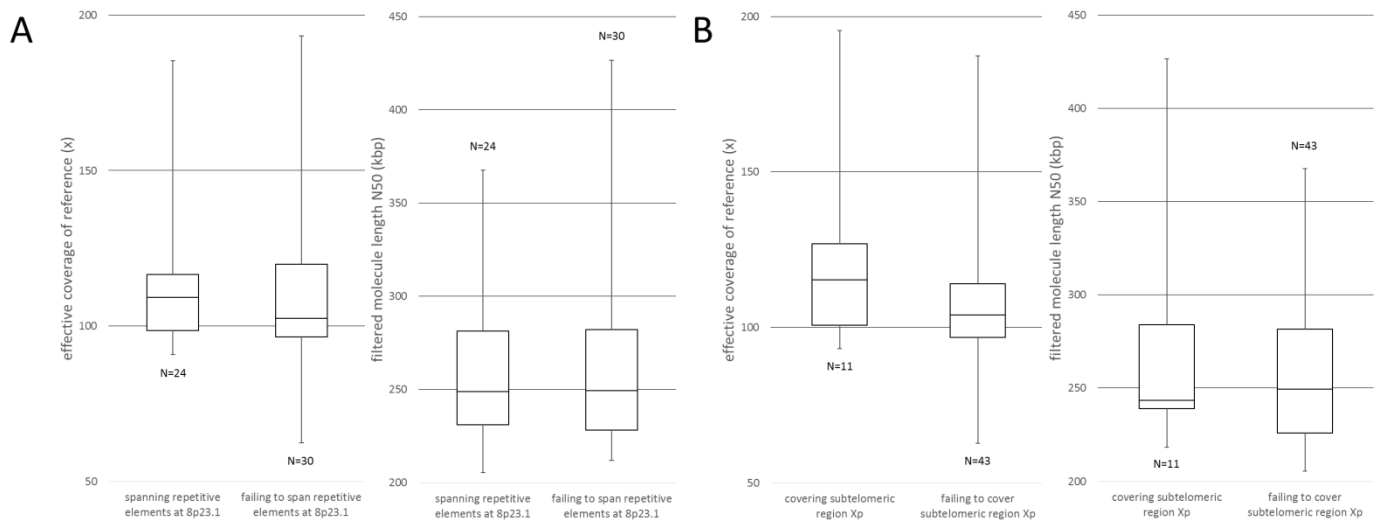 A
effective coverage of reference (x)
200
150
100
50
N=24
N=30
spanning repetitive
elements at 8p23.1
failing to span repetitive
elements at 8p23.1
filtered molecule length N50 (kbp)
450
400
350
300
250
200
N=24
N=30
spanning repetitive
elements at 8p23.1
failing to span repetitive
elements at 8p23.1
B
effective coverage of reference (x)
200
150
100
50
N=11
N=43
covering subtelomeric
region Xp
failing to cover
subtelomeric region Xp
filtered molecule length N50 (kbp)
450
400
350
300
250
200
N=11
N=43
covering subtelomeric
region Xp
failing to cover
subtelomeric region Xp